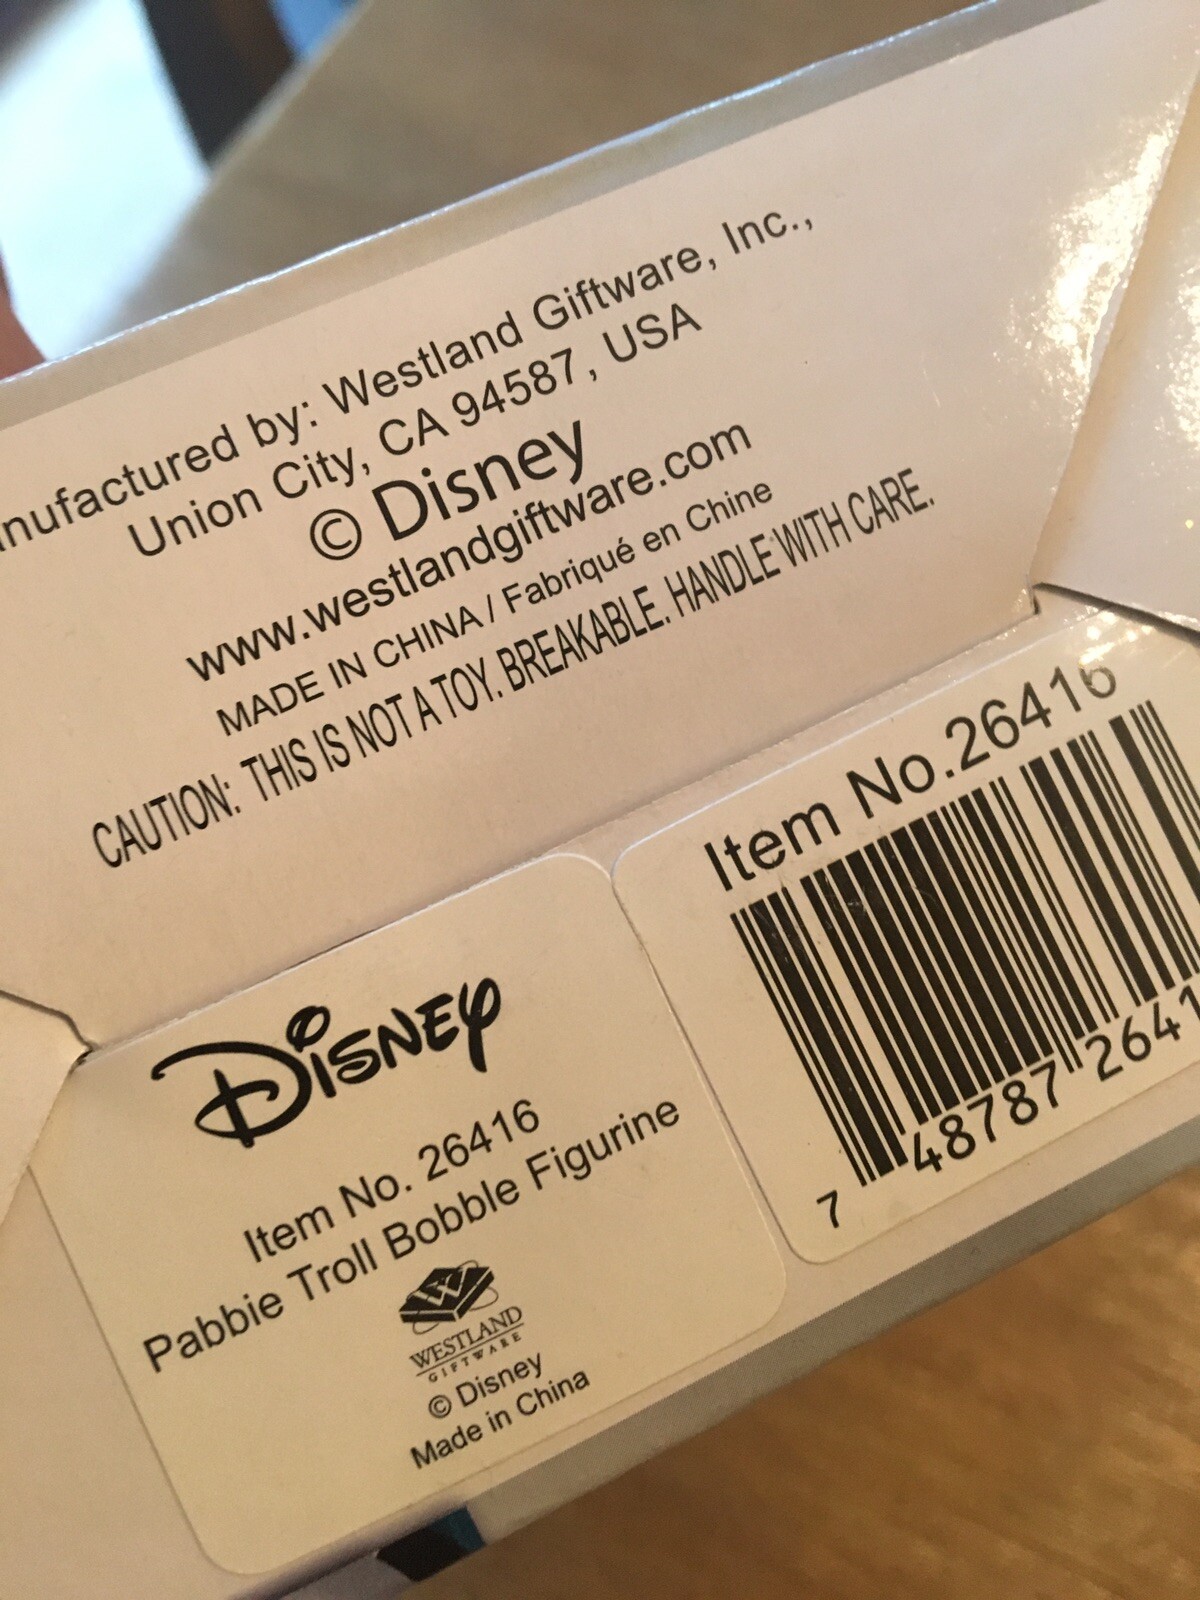 nufactured by: Westland Giftware, Inc.,
Union City, CA 94587, USA
© Disney
www.westlandgiftware.com
MADE IN CHINA / Fabriqué en Chine
CAUTION: THIS IS NOT A TOY. BREAKABLE. HANDLE WITH CARE.
Item No.26416
7 48787 2641
Disney
Item No. 26416
Pabbie Troll Bobble Figurine
W
WESTLAND
GIFTWARE
© Disney
Made in China